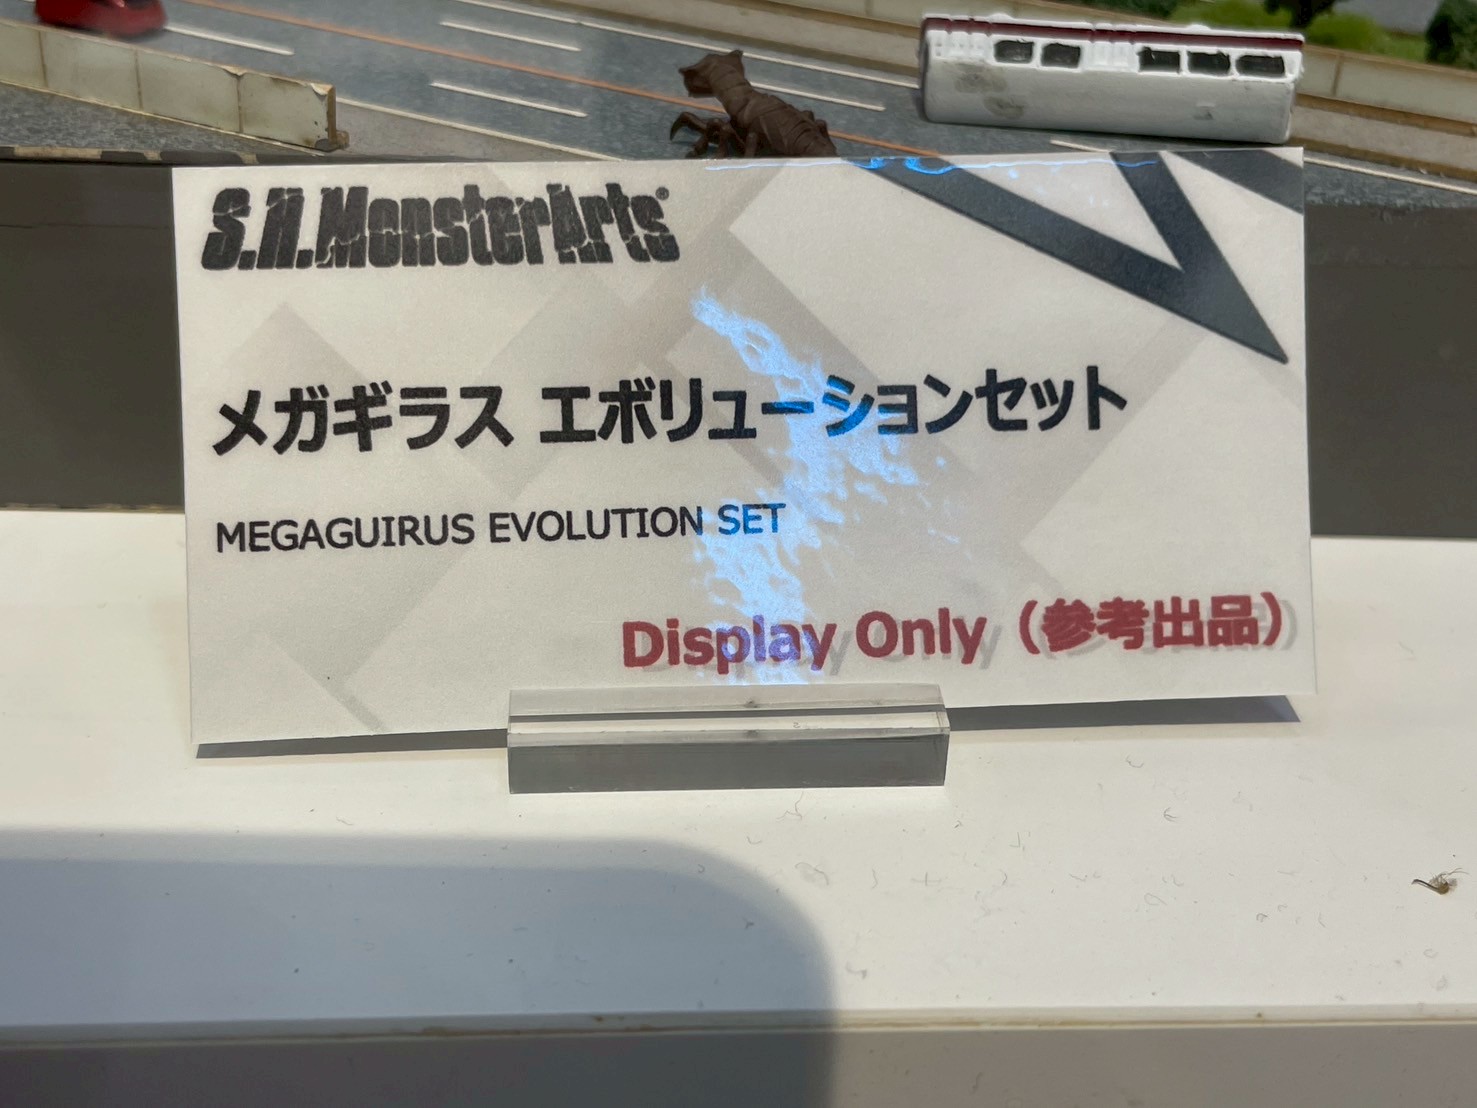 S.H.MonsterArts®
メガギラス エボリューションセット
MEGAGUIRUS EVOLUTION SET
Display Only（参考出品）